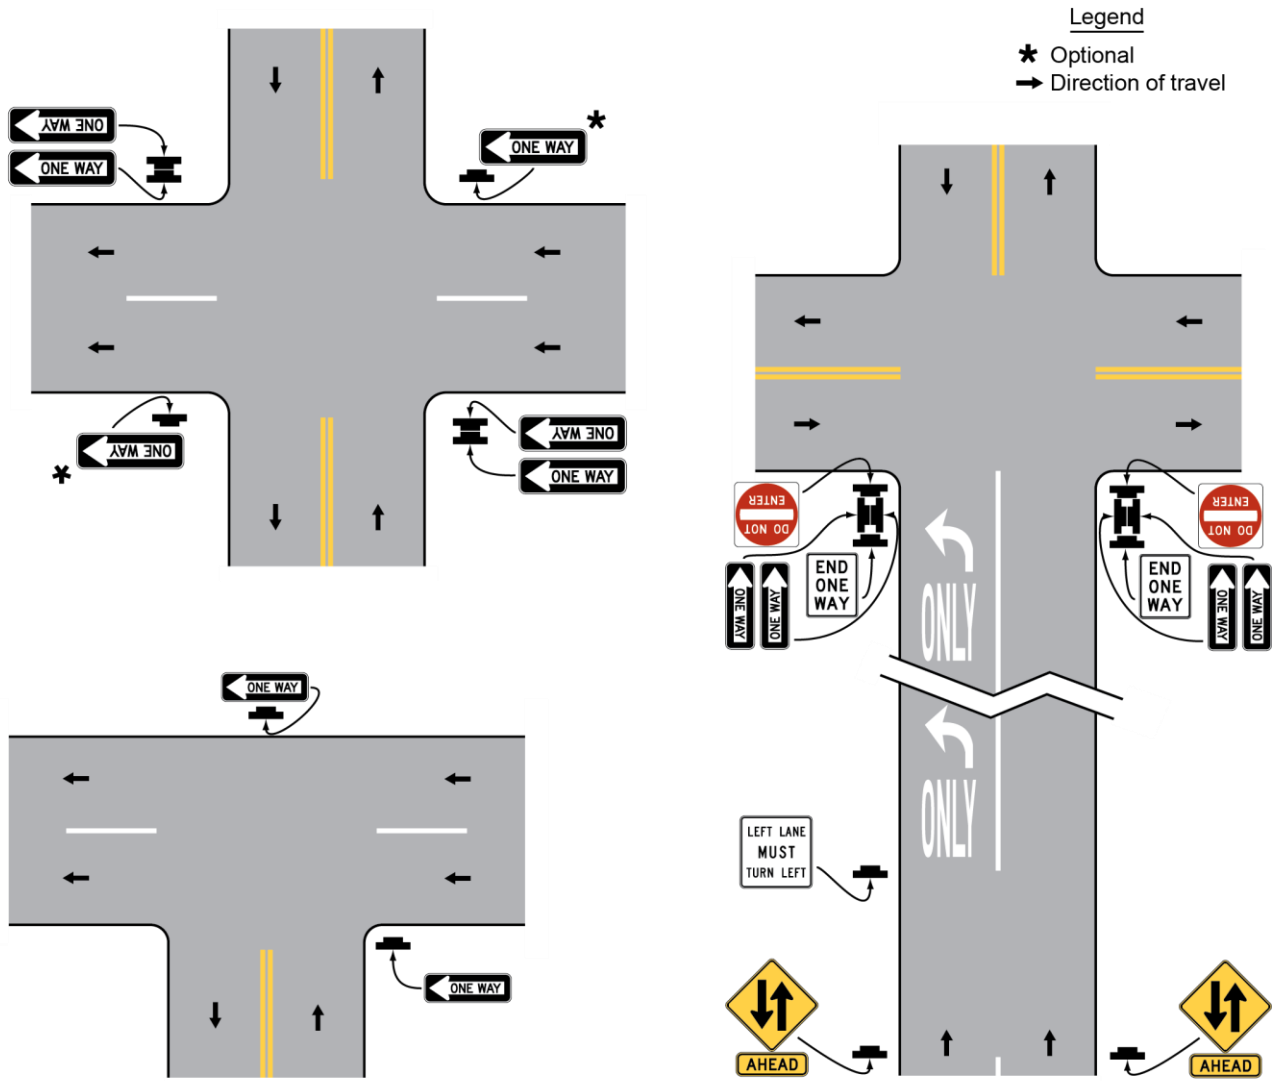 Legend
* Optional
Direction of travel
ONE WAY
ONE WAY
ONE WAY
*
ONE WAY
*
ONE WAY
ONE WAY
DO NOT
ENTER
ONE WAY
ONE WAY
END
ONE
WAY
ONLY
END
ONE
WAY
DO NOT
ENTER
ONE WAY
ONE WAY
ONE WAY
ONE WAY
LEFT LANE
MUST
TURN LEFT
ONLY
AHEAD
AHEAD